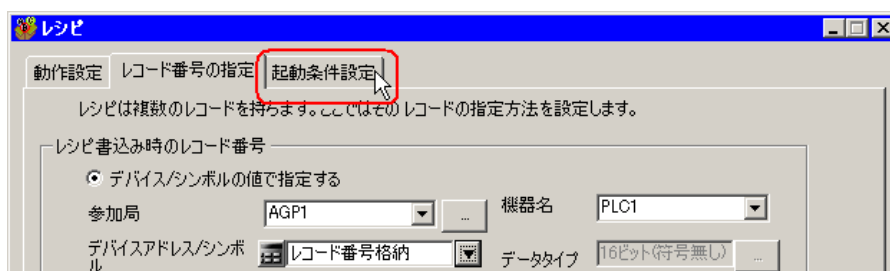 レシピ
動作設定 レコード番号の指定 起動条件設定
レシピは複数のレコードを持ちます。ここではそのレコードの指定方法を設定します。
レシピ書込み時のレコード番号
デバイス/シンボルの値で指定する
参加局 AGP1 ... 機器名 PLC1
デバイスアドレス/シンボル レコード番号格納 データタイプ 16ビット(符号無し) ...